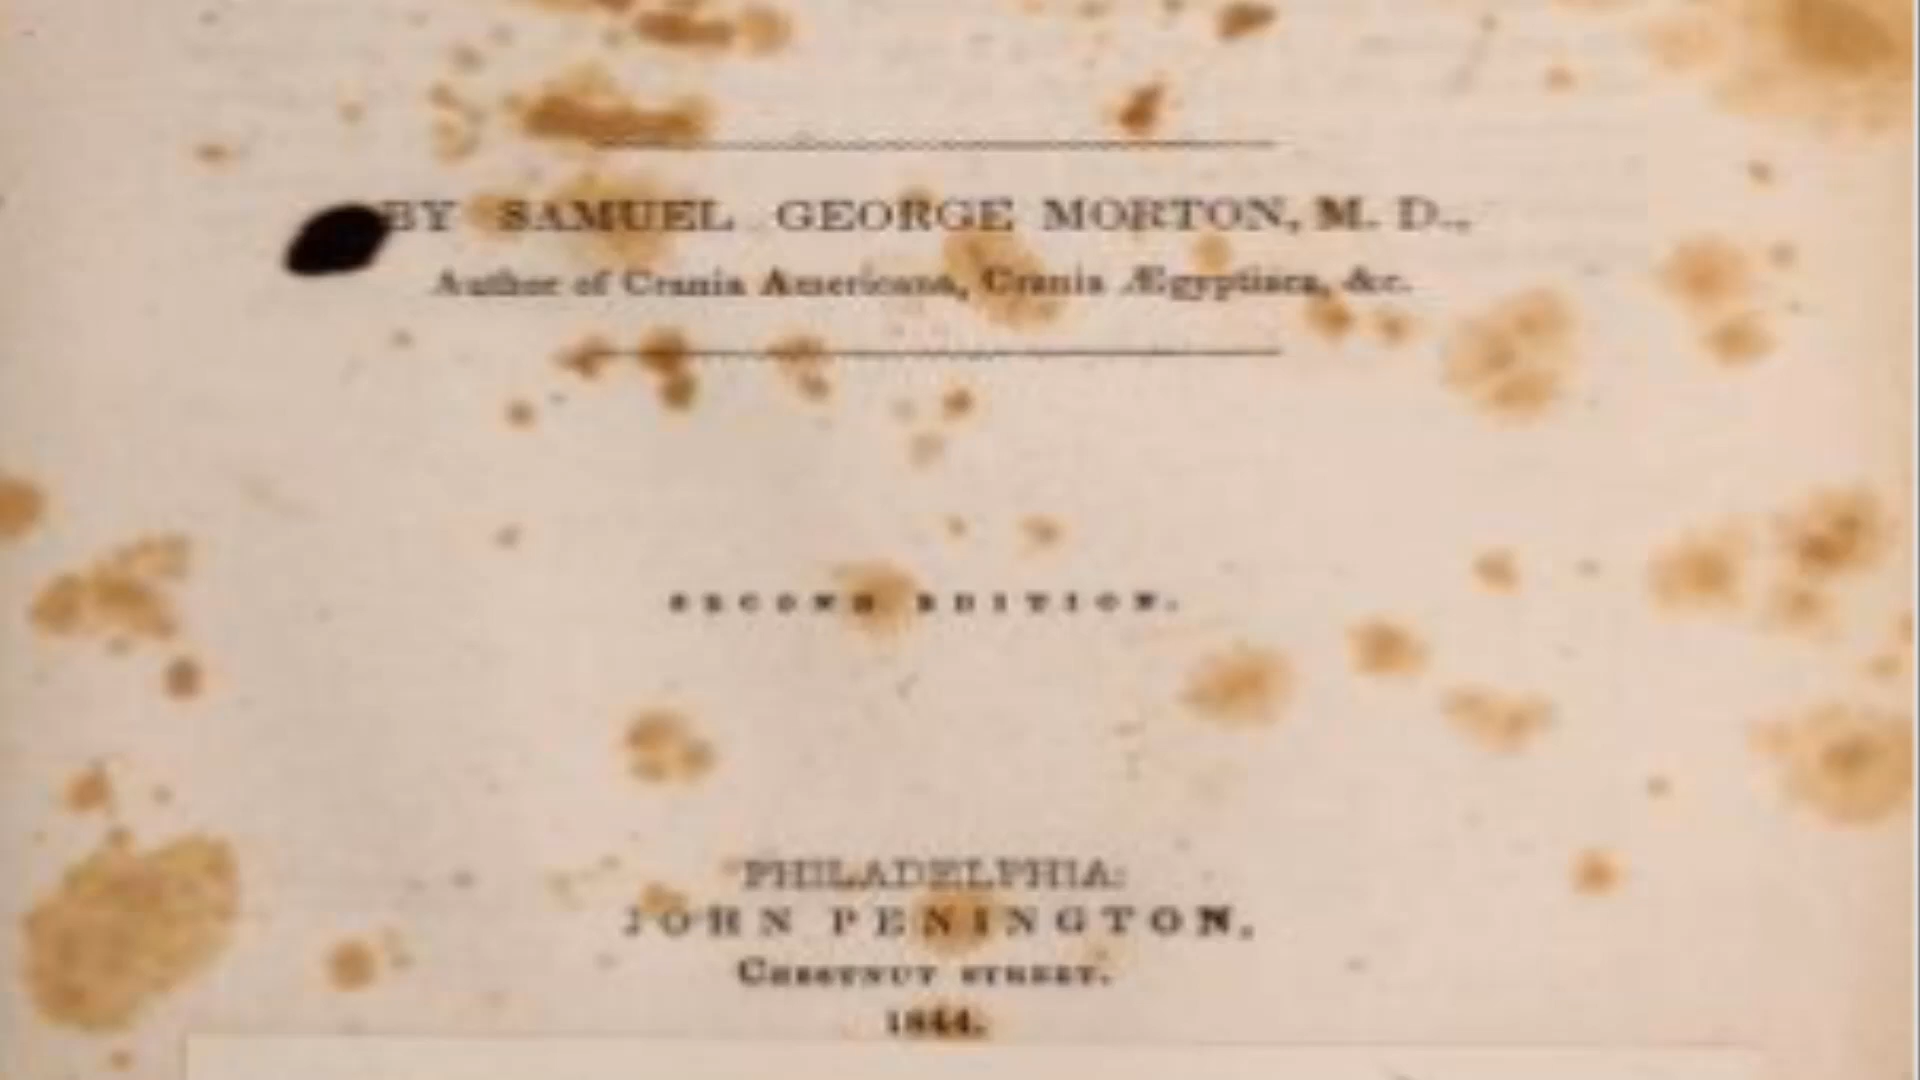 BY SAMUEL GEORGE MORTON, M. D.,
Author of Crania Americana, Crania Ægyptiaca, &c.
SECOND EDITION.
PHILADELPHIA:
JOHN PENINGTON,
CHESTNUT STREET.
1844.